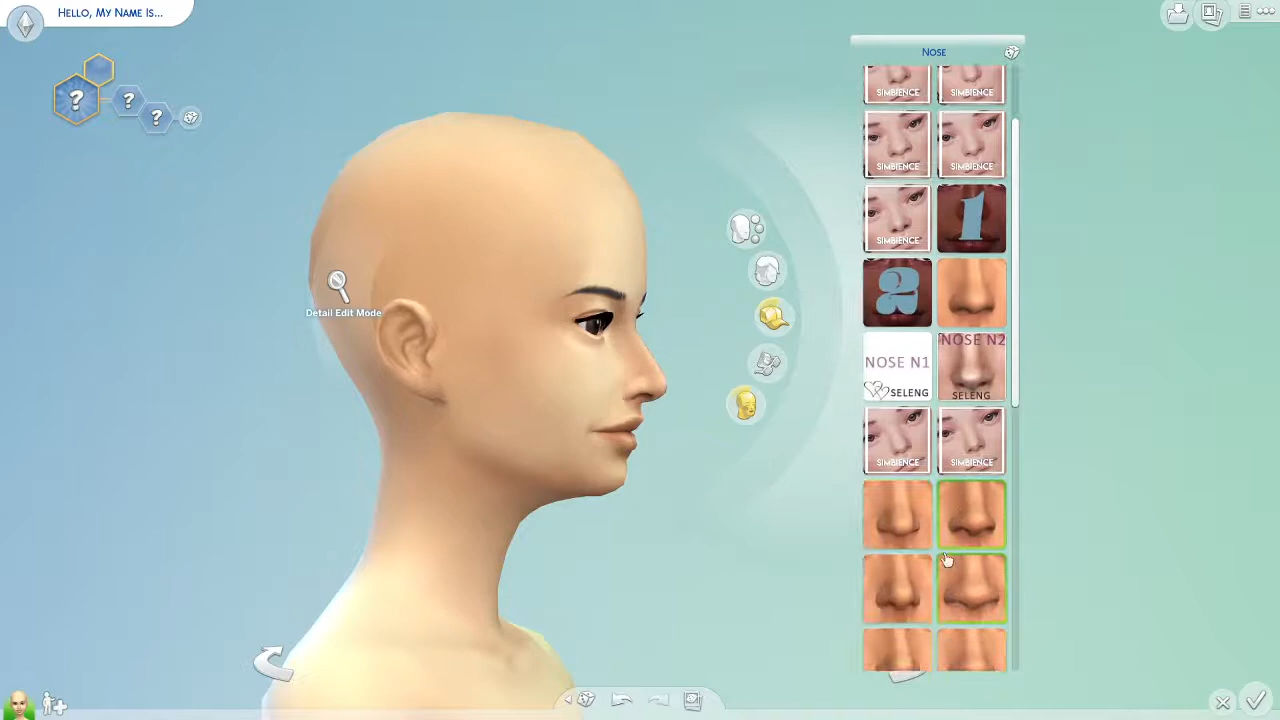 Hello, My Name Is...
Nose
SIMBIENCE
SIMBIENCE
?
?
?
SIMBIENCE
SIMBIENCE
SIMBIENCE
1
2
Detail Edit Mode
NOSE N1
SELENG
NOSE N2
SELENG
SIMBIENCE
SIMBIENCE